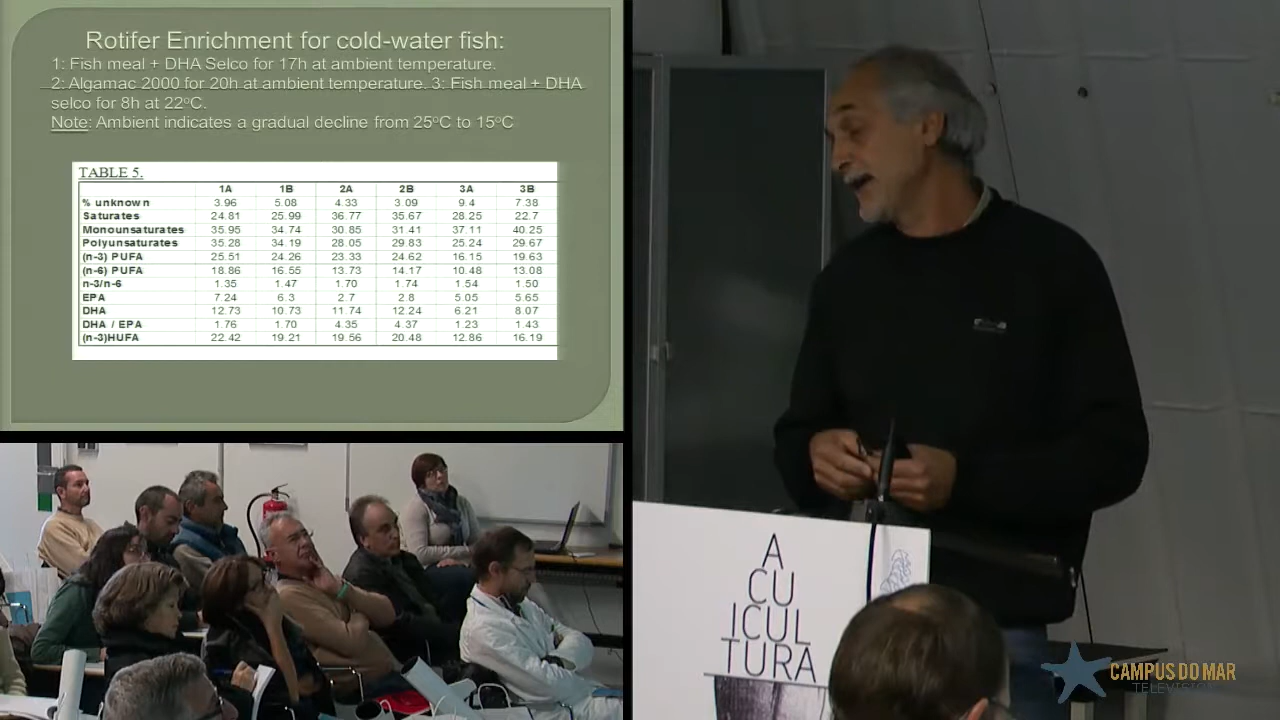 Rotifer Enrichment for cold-water fish:
1: Fish meal + DHA Selco for 17h at ambient temperature.
2: Algamac 2000 for 20h at ambient temperature. 3: Fish meal + DHA
selco for 8h at 22ºC.
Note: Ambient indicates a gradual decline from 25ºC to 15ºC
TABLE 5.
1A 1B 2A 2B 3A 3B
% unknown 3.96 5.08 4.33 3.09 9.4 7.38
Saturates 24.81 25.99 36.77 35.67 28.25 22.7
Monounsaturates 35.95 34.74 30.85 31.41 37.11 40.25
Polyunsaturates 35.28 34.19 28.05 29.83 25.24 29.67
(n-3) PUFA 25.51 24.26 23.33 24.62 16.15 19.63
(n-6) PUFA 18.86 16.55 13.73 14.17 10.48 13.08
n-3/n-6 1.35 1.47 1.70 1.74 1.54 1.50
EPA 7.24 6.3 2.7 2.8 5.05 5.65
DHA 12.73 10.73 11.74 12.24 6.21 8.07
DHA / EPA 1.76 1.70 4.35 4.37 1.23 1.43
(n-3)HUFA 22.42 19.21 19.56 20.48 12.86 16.19
A
CU
ICUL
TURA
CAMPUS DO MAR
TELEVISIÓN